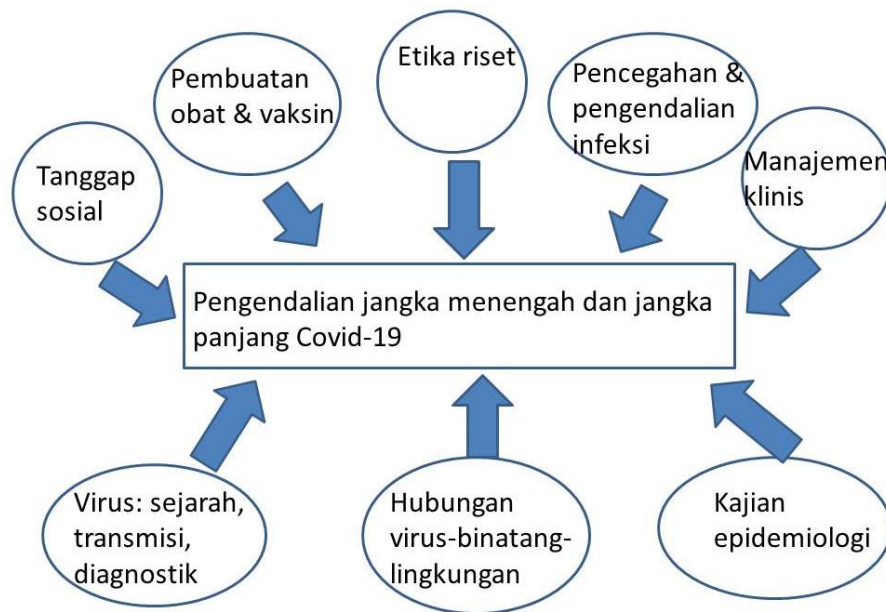 Etika riset
Pembuatan
obat & vaksin
Pencegahan &
pengendalian
infeksi
Tanggap
sosial
Manajemen
klinis
Pengendalian jangka menengah dan jangka
panjang Covid-19
Virus: sejarah,
transmisi,
diagnostik
Hubungan
virus-binatang-
lingkungan
Kajian
epidemiologi